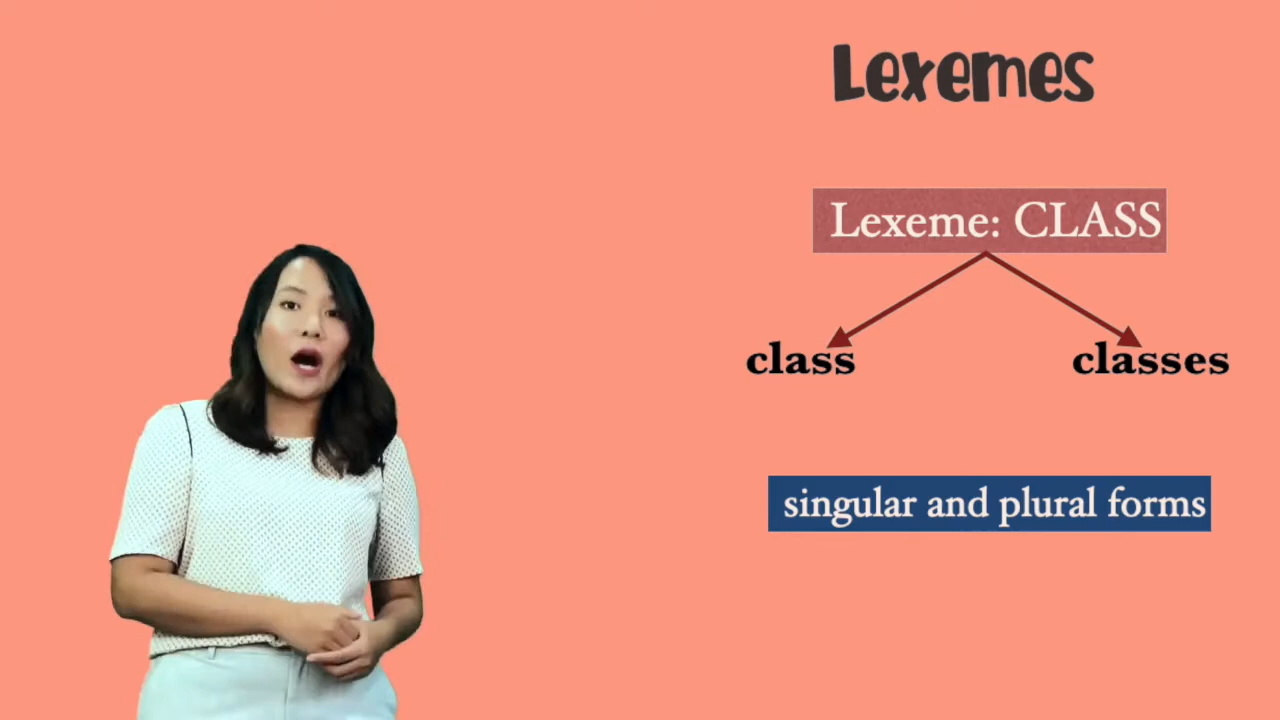 Lexemes
Lexeme: CLASS
class
classes
singular and plural forms